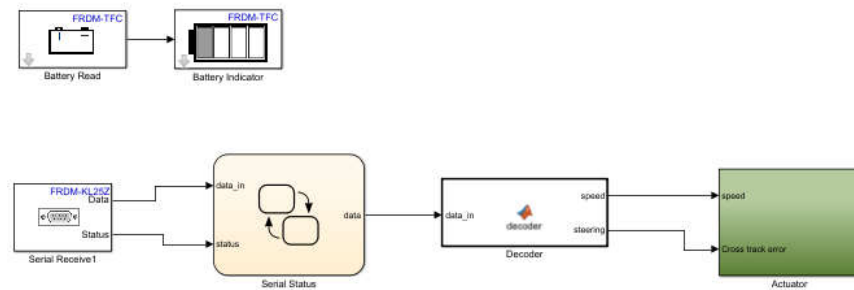 FRDM-TFC
Battery Read
FRDM-TFC
Battery Indicator
FRDM-KL25Z
Data
Status
Serial Receive1
data_in
status
data
Serial Status
data_in
decoder
speed
steering
Decoder
speed
Cross track error
Actuator